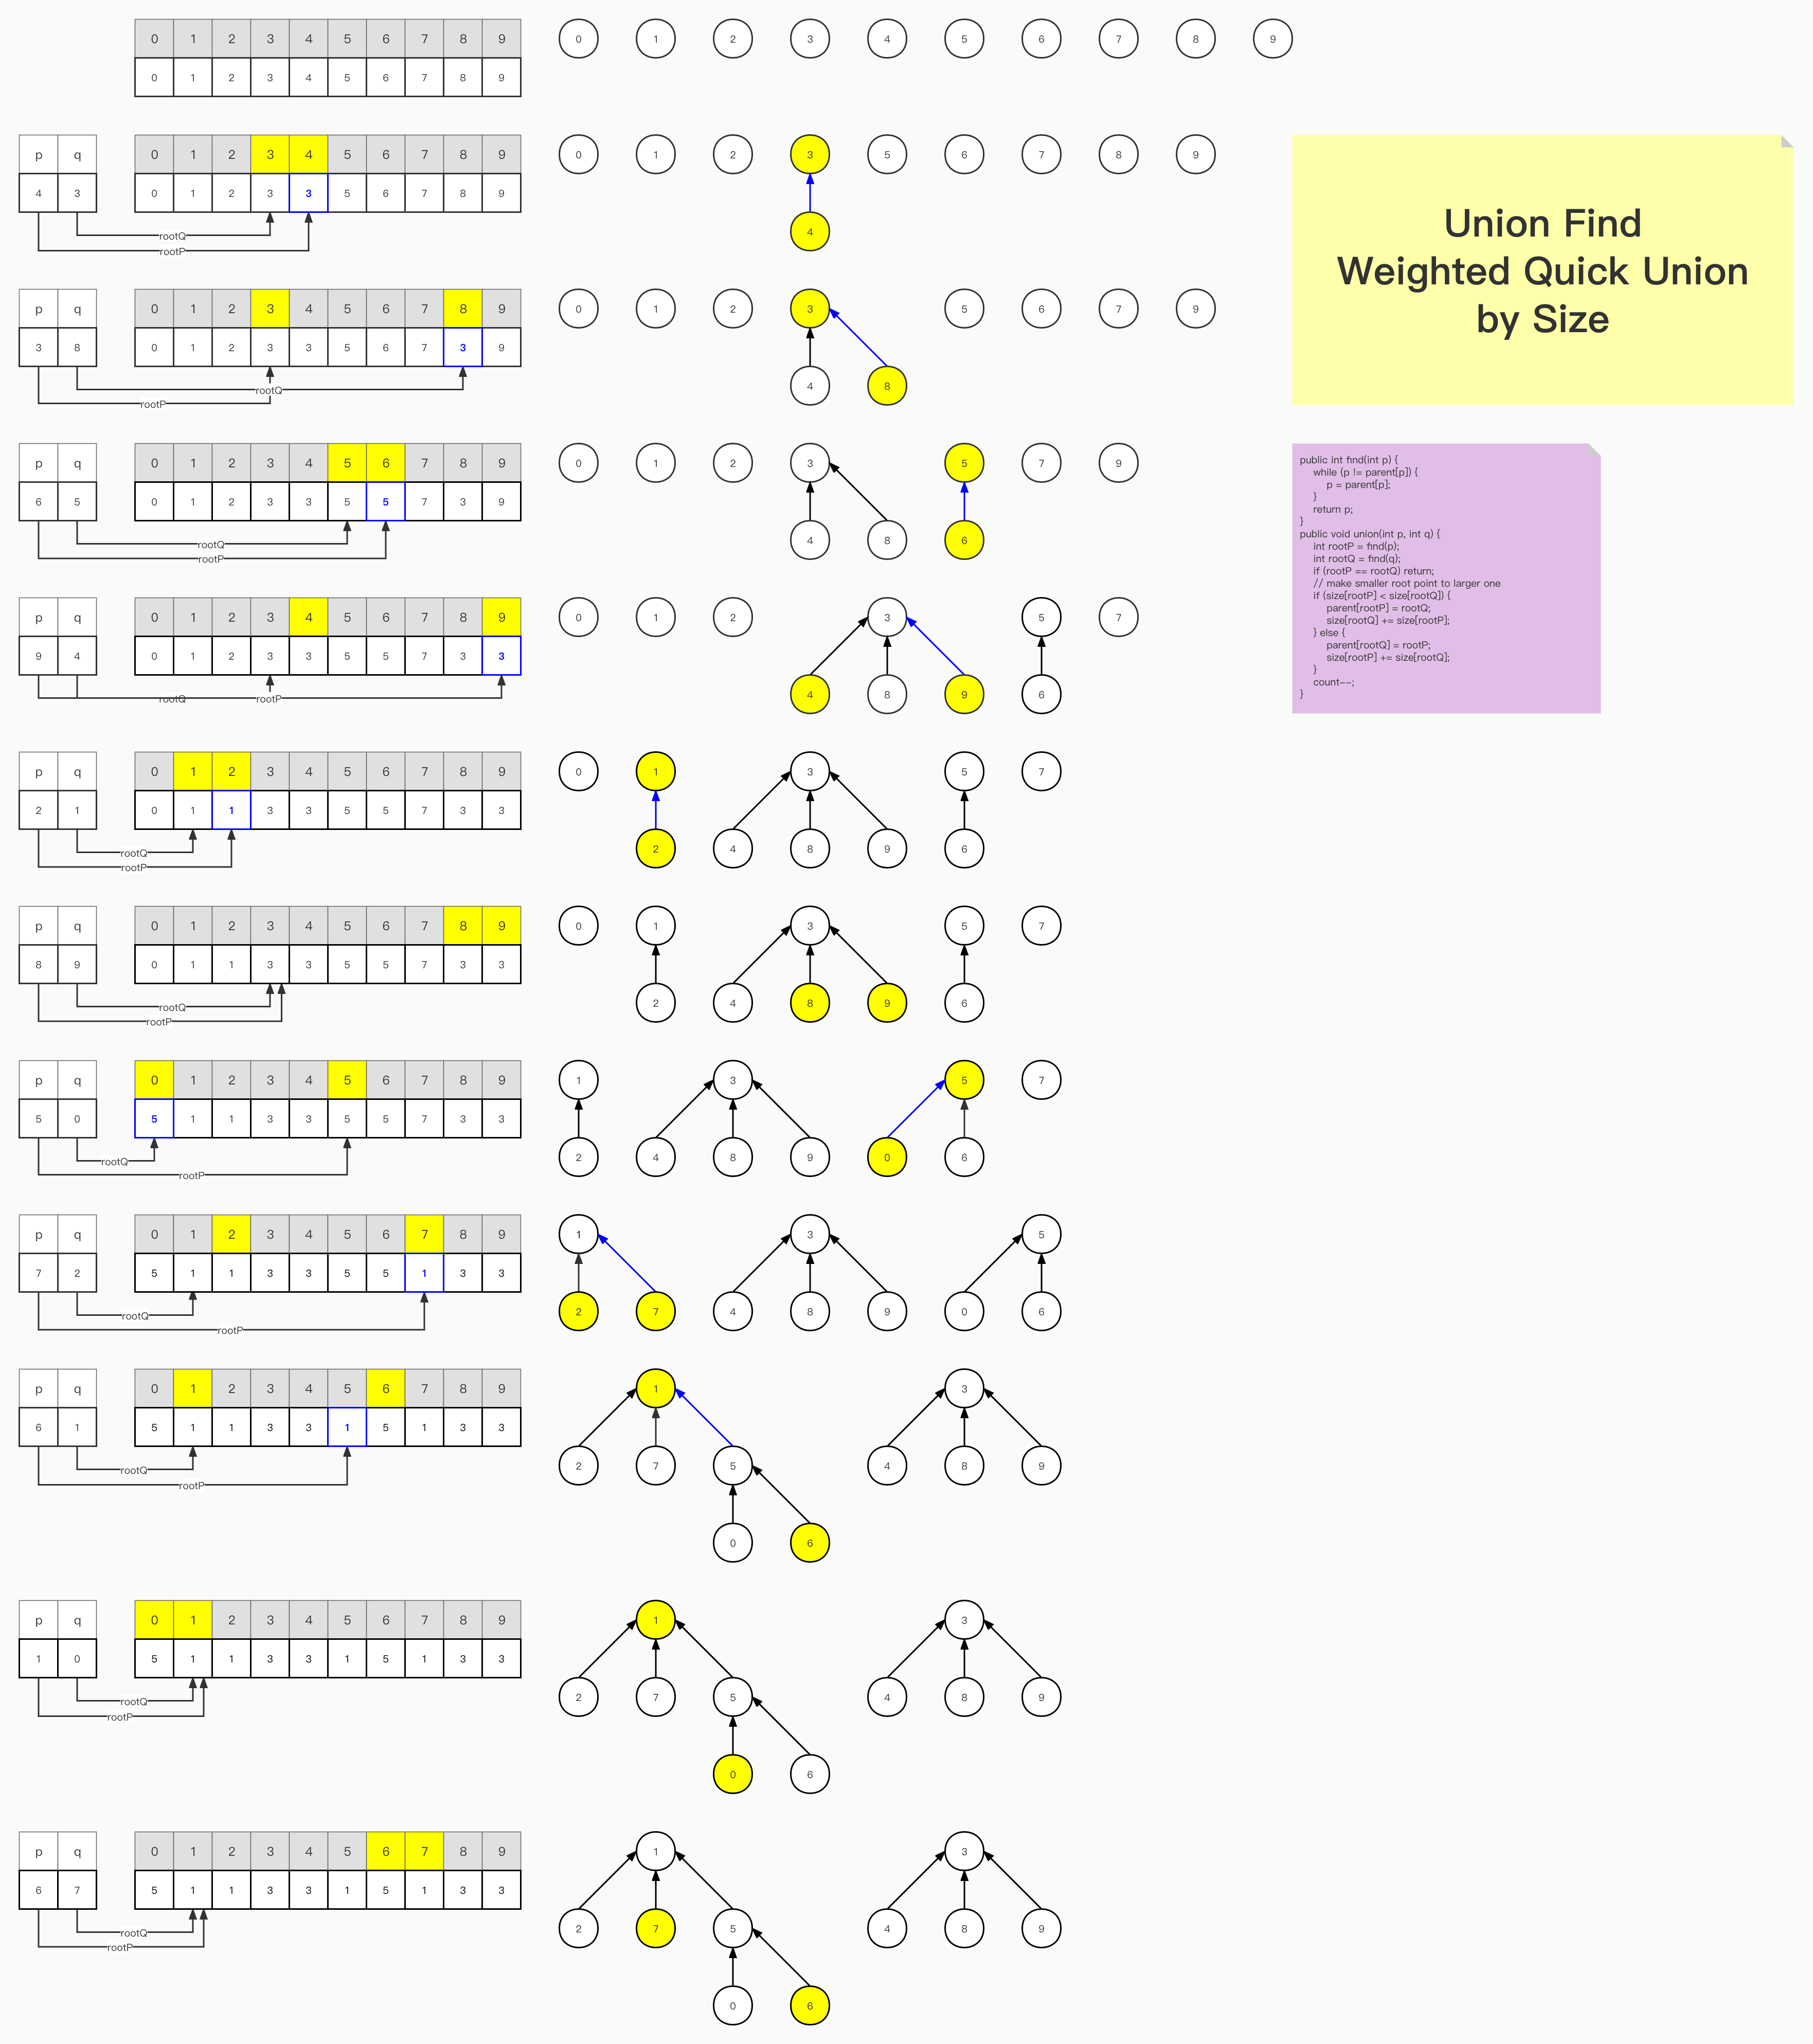 0 1 2 3 4 5 6 7 8 9 0 1 2 3 4 5 6 7 8 9
0 1 2 3 4 5 6 7 8 9
p q 0 1 2 3 4 5 6 7 8 9 0 1 2 3 5 6 7 8 9
4 3 0 1 2 3 3 5 6 7 8 9
4
rootQ
rootP
Union Find
Weighted Quick Union
by Size
p q 0 1 2 3 4 5 6 7 8 9 0 1 2 3 5 6 7 9
3 8 0 1 2 3 3 5 6 7 3 9
4 8
rootQ
rootP
p q 0 1 2 3 4 5 6 7 8 9 0 1 2 3 5 7 9
6 5 0 1 2 3 3 5 5 7 3 9
4 8 6
rootQ
rootP
public int find(int p) {
while (p != parent[p]) {
p = parent[p];
}
return p;
}
public void union(int p, int q) {
int rootP = find(p);
int rootQ = find(q);
if (rootP == rootQ) return;
// make smaller root point to larger one
if (size[rootP] < size[rootQ]) {
parent[rootP] = rootQ;
size[rootQ] += size[rootP];
} else {
parent[rootQ] = rootP;
size[rootP] += size[rootQ];
}
count--;
}
p q 0 1 2 3 4 5 6 7 8 9 0 1 2 3 5 7
9 4 0 1 2 3 3 5 5 7 3 3
4 8 9 6
rootQ rootP
p q 0 1 2 3 4 5 6 7 8 9 0 1 3 5 7
2 1 0 1 1 3 3 5 5 7 3 3
2 4 8 9 6
rootQ
rootP
p q 0 1 2 3 4 5 6 7 8 9 0 1 3 5 7
8 9 0 1 1 3 3 5 5 7 3 3
2 4 8 9 6
rootQ
rootP
p q 0 1 2 3 4 5 6 7 8 9 1 3 5 7
5 0 5 1 1 3 3 5 5 7 3 3
2 4 8 9 0 6
rootQ
rootP
p q 0 1 2 3 4 5 6 7 8 9 1 3 5
7 2 5 1 1 3 3 5 5 1 3 3
2 7 4 8 9 0 6
rootQ
rootP
p q 0 1 2 3 4 5 6 7 8 9 1 3
6 1 5 1 1 3 3 1 5 1 3 3
2 7 5 4 8 9
rootQ
rootP
0 6
p q 0 1 2 3 4 5 6 7 8 9 1 3
1 0 5 1 1 3 3 1 5 1 3 3
2 7 5 4 8 9
rootQ
rootP
0 6
p q 0 1 2 3 4 5 6 7 8 9 1 3
6 7 5 1 1 3 3 1 5 1 3 3
2 7 5 4 8 9
rootQ
rootP
0 6